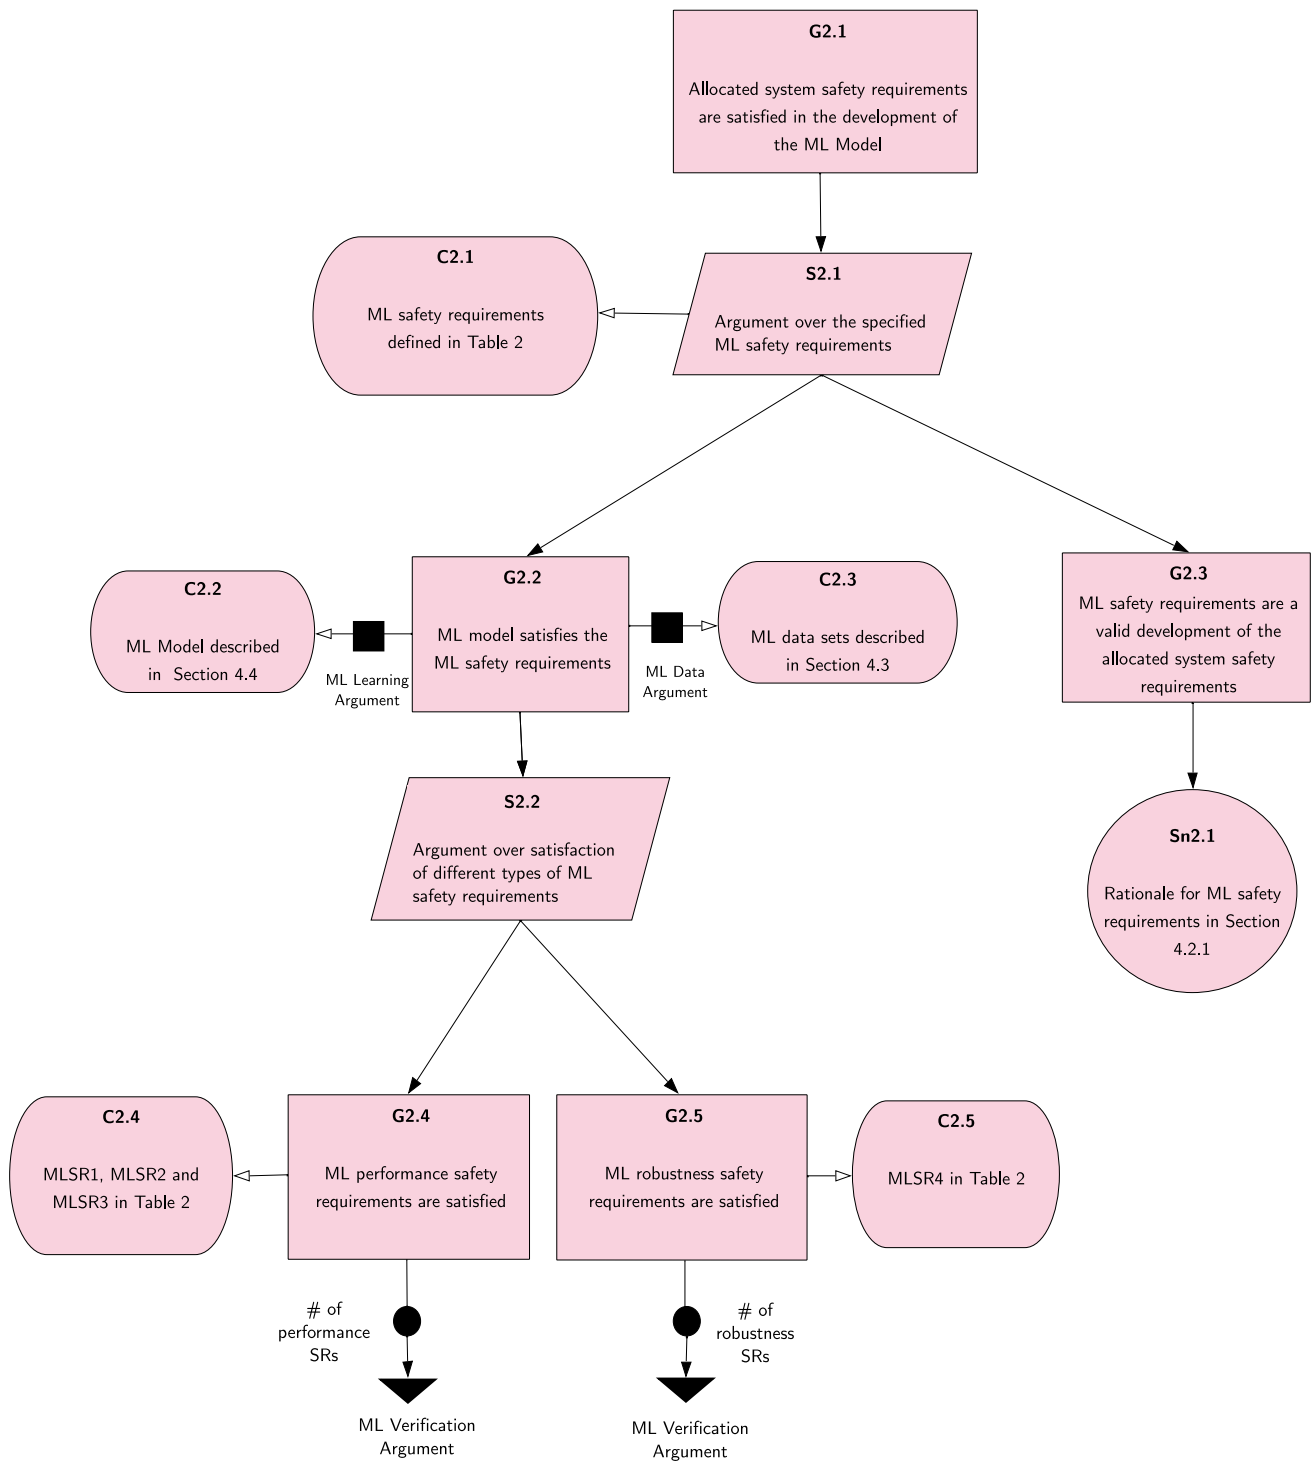 G2.1
Allocated system safety requirements
are satisfied in the development of
the ML Model
C2.1
ML safety requirements
defined in Table 2
S2.1
Argument over the specified
ML safety requirements
C2.2
ML Model described
in Section 4.4
ML Learning
Argument
G2.2
ML model satisfies the
ML safety requirements
ML Data
Argument
C2.3
ML data sets described
in Section 4.3
G2.3
ML safety requirements are a
valid development of the
allocated system safety
requirements
S2.2
Argument over satisfaction
of different types of ML
safety requirements
Sn2.1
Rationale for ML safety
requirements in Section
4.2.1
C2.4
MLSR1, MLSR2 and
MLSR3 in Table 2
G2.4
ML performance safety
requirements are satisfied
G2.5
ML robustness safety
requirements are satisfied
C2.5
MLSR4 in Table 2
# of
performance
SRs
# of
robustness
SRs
ML Verification
Argument
ML Verification
Argument